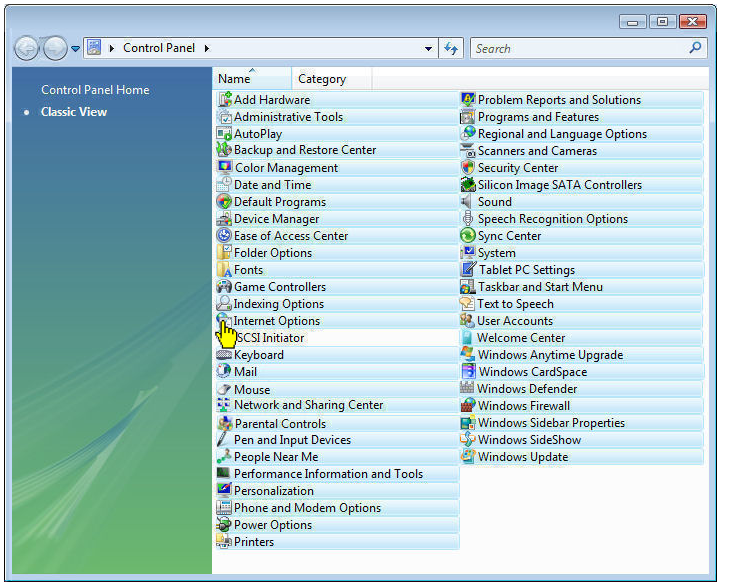 Control Panel
Search
Control Panel Home
Classic View
Name Category
Add Hardware
Administrative Tools
AutoPlay
Backup and Restore Center
Color Management
Date and Time
Default Programs
Device Manager
Ease of Access Center
Folder Options
Fonts
Game Controllers
Indexing Options
Internet Options
SCSI Initiator
Keyboard
Mail
Mouse
Network and Sharing Center
Parental Controls
Pen and Input Devices
People Near Me
Performance Information and Tools
Personalization
Phone and Modem Options
Power Options
Printers
Problem Reports and Solutions
Programs and Features
Regional and Language Options
Scanners and Cameras
Security Center
Silicon Image SATA Controllers
Sound
Speech Recognition Options
Sync Center
System
Tablet PC Settings
Taskbar and Start Menu
Text to Speech
User Accounts
Welcome Center
Windows Anytime Upgrade
Windows CardSpace
Windows Defender
Windows Firewall
Windows Sidebar Properties
Windows SideShow
Windows Update